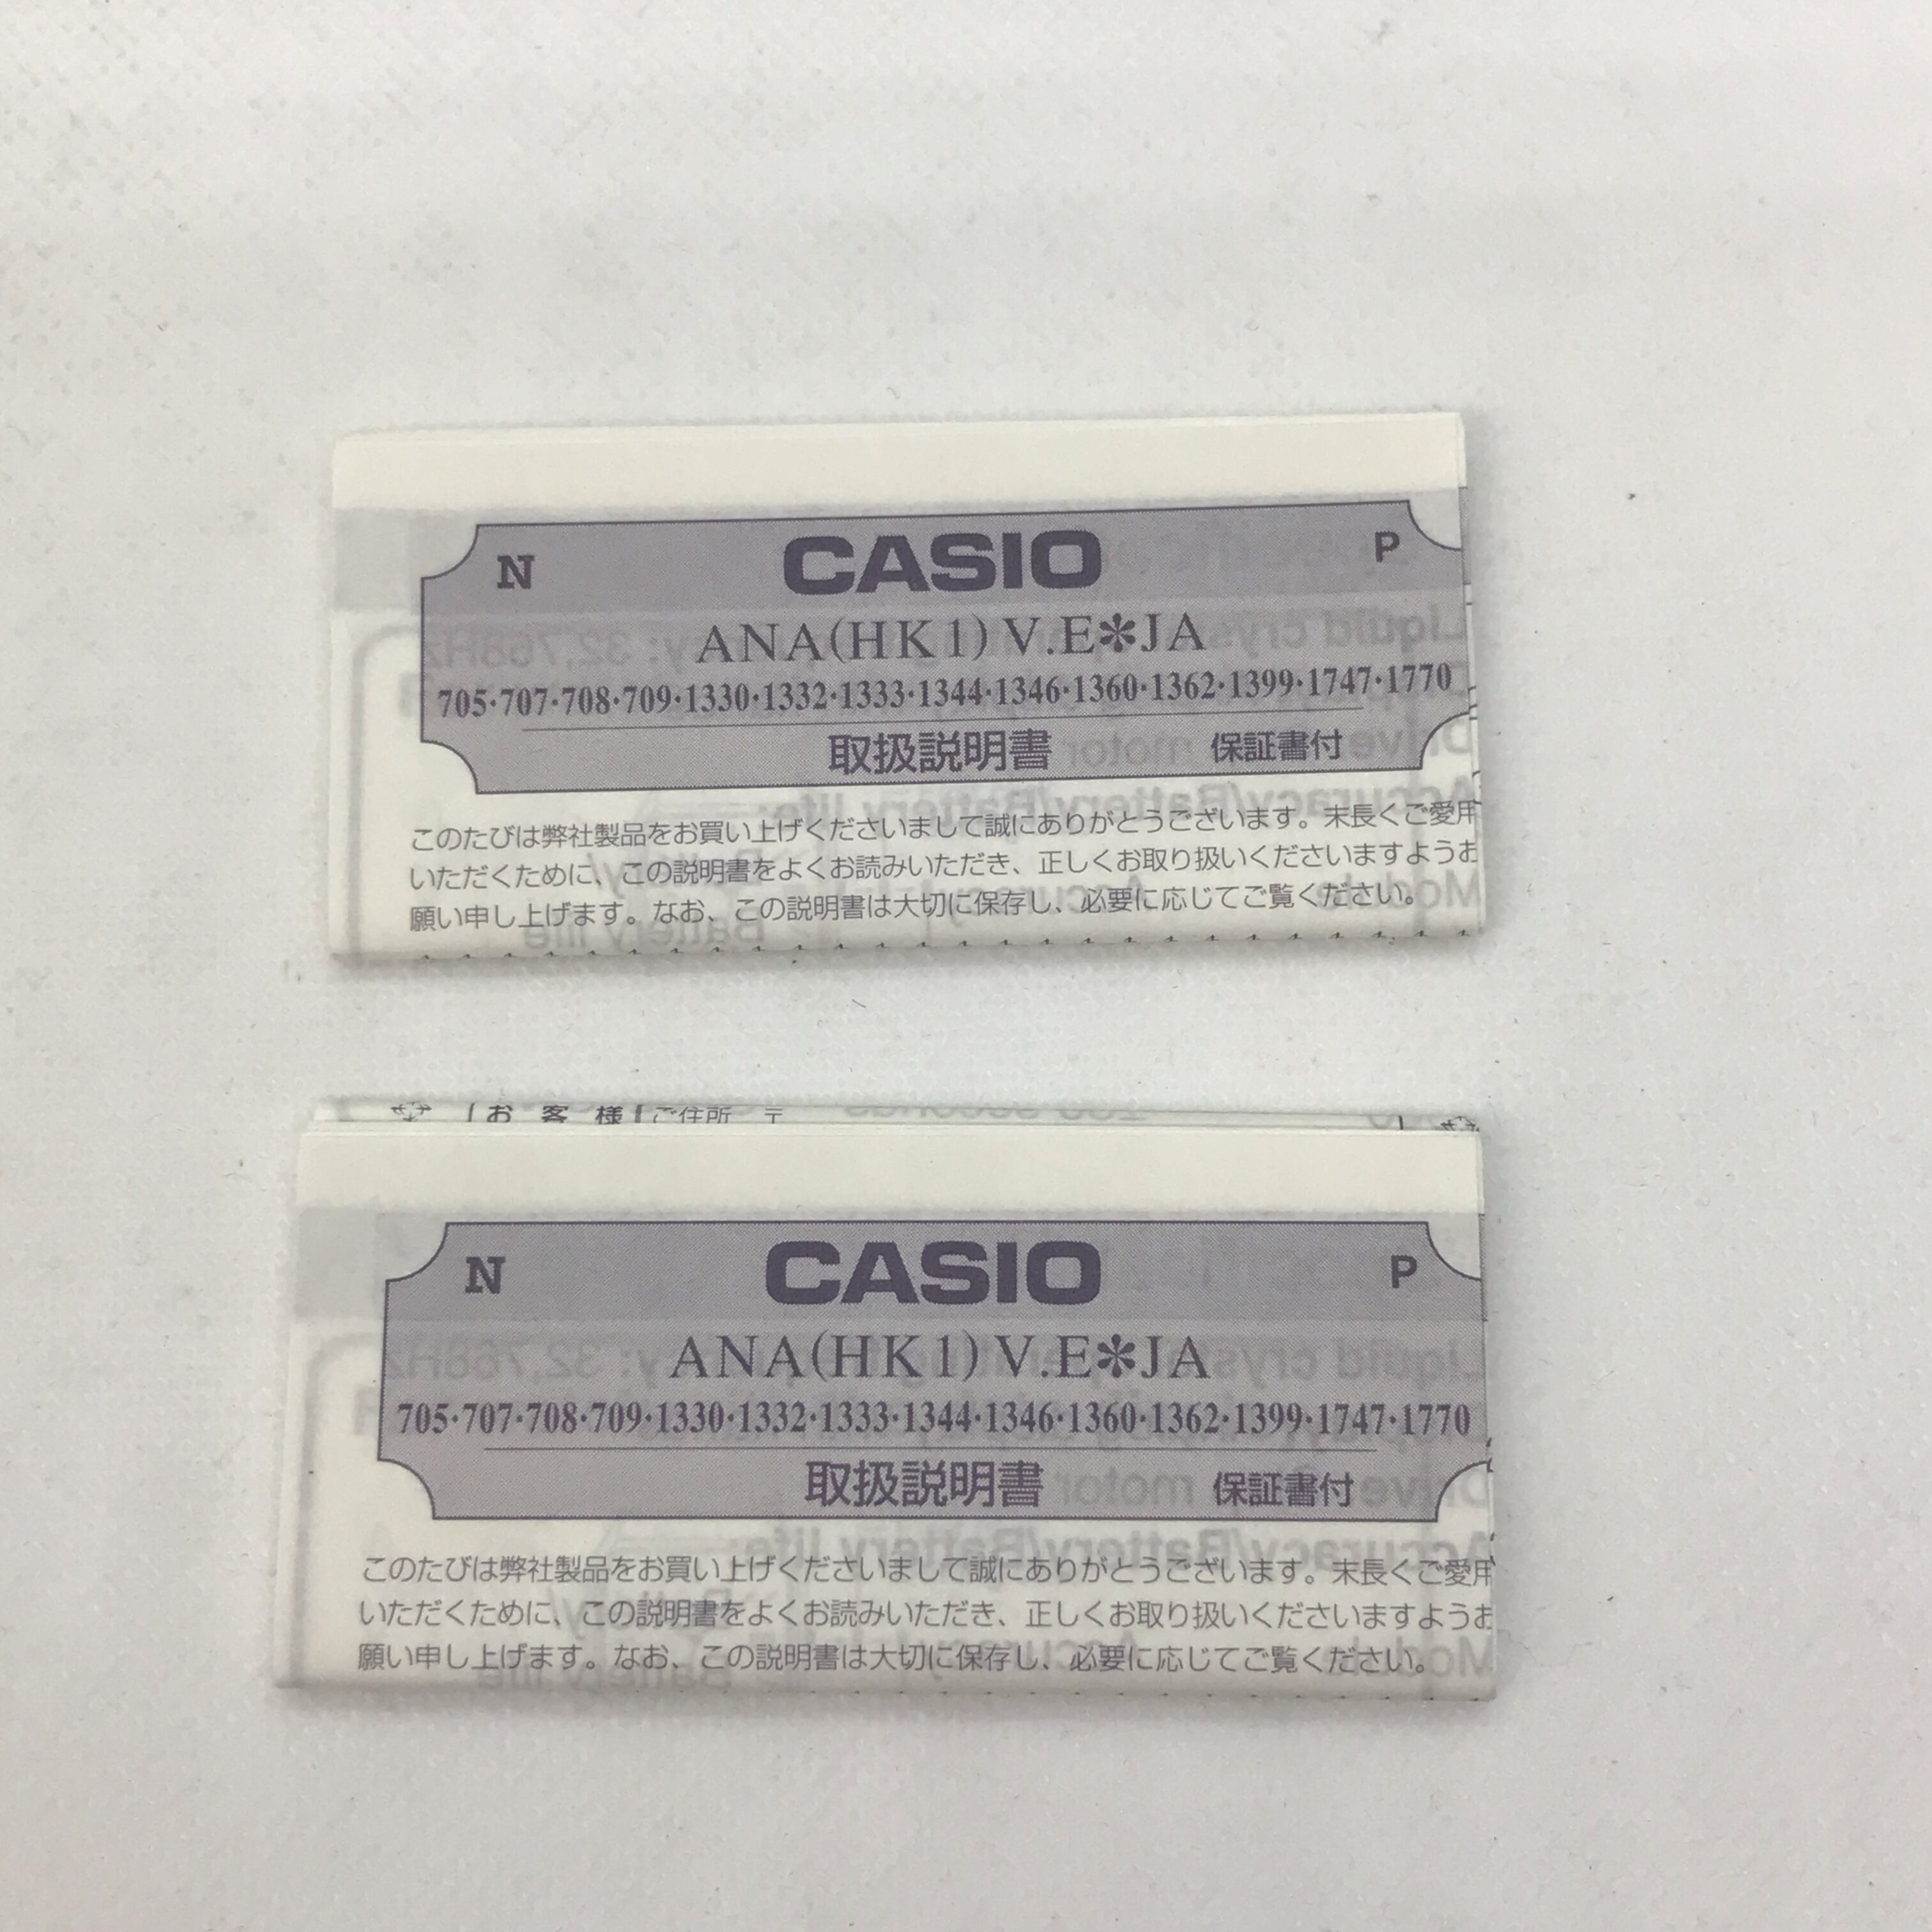 N CASIO P
ANA(HK1) V.E✻JA
705·707·708·709·1330·1332·1333·1344·1346·1360·1362·1399·1747·1770
取扱説明書 保証書付
このたびは弊社製品をお買い上げくださいまして誠にありがとうございます。末長くご愛用
いただくために、この説明書をよくお読みいただき、正しくお取り扱いくださいますようお
願い申し上げます。なお、この説明書は大切に保存し、必要に応じてご覧ください。
お客様 ご住所 〒
N CASIO P
ANA(HK1) V.E✻JA
705·707·708·709·1330·1332·1333·1344·1346·1360·1362·1399·1747·1770
取扱説明書 保証書付
このたびは弊社製品をお買い上げくださいまして誠にありがとうございます。末長くご愛用
いただくために、この説明書をよくお読みいただき、正しくお取り扱いくださいますようお
願い申し上げます。なお、この説明書は大切に保存し、必要に応じてご覧ください。